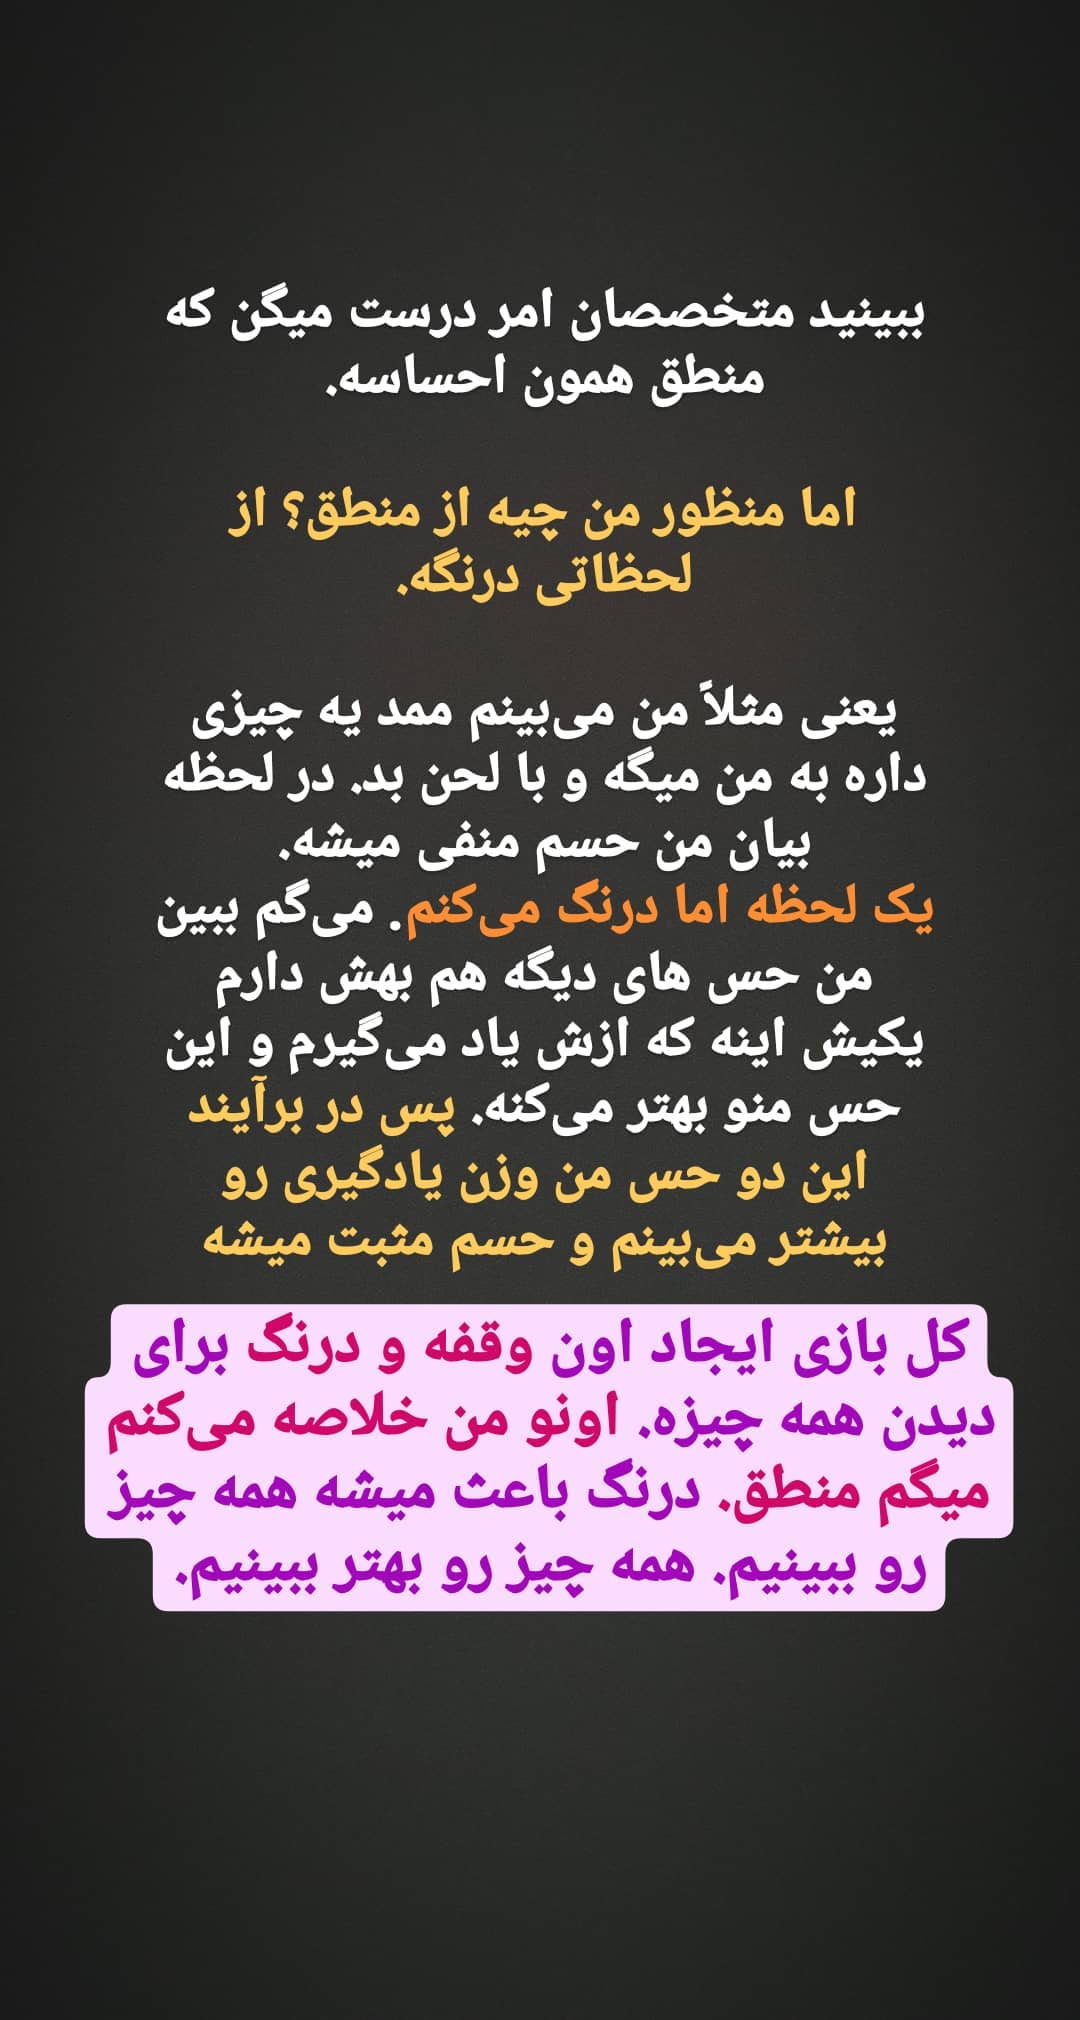 ببینید متخصصان امر درست میگن که
منطق همون احساسه.
اما منظور من چیه از منطق؟ از
لحظاتی درنگه.
یعنی مثلاً من می‌بینم ممد یه چیزی
داره به من میگه و با لحن بد. در لحظه
بیان من حسم منفی میشه.
یک لحظه اما درنگ می‌کنم. می‌گم ببین
من حس های دیگه هم بهش دارم
یکیش اینه که ازش یاد می‌گیرم و این
حس منو بهتر می‌کنه. پس در برآیند
این دو حس من وزن یادگیری رو
بیشتر می‌بینم و حسم مثبت میشه
کل بازی ایجاد اون وقفه و درنگ برای
دیدن همه چیزه. اونو من خلاصه می‌کنم
میگم منطق. درنگ باعث میشه همه چیز
رو ببینیم. همه چیز رو بهتر ببینیم.